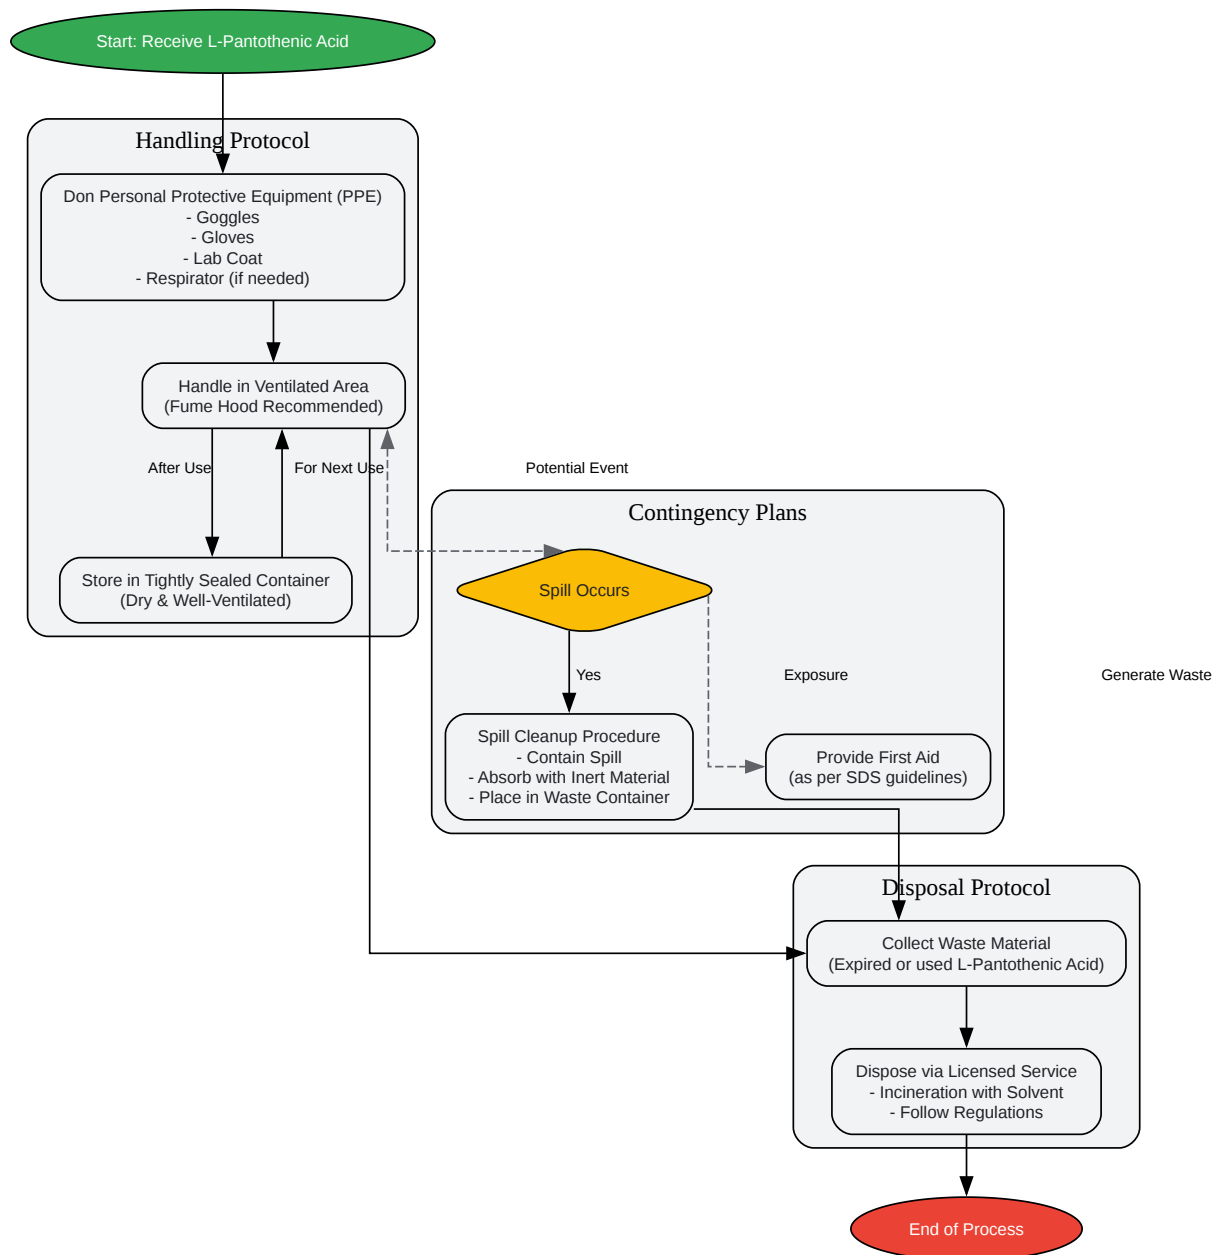 Start: Receive L-Pantothenic Acid
Handling Protocol
Don Personal Protective Equipment (PPE)
- Goggles
- Gloves
- Lab Coat
- Respirator (if needed)
Handle in Ventilated Area
(Fume Hood Recommended)
After Use
For Next Use
Potential Event
Store in Tightly Sealed Container
(Dry & Well-Ventilated)
Contingency Plans
Spill Occurs
Yes
Exposure
Generate Waste
Spill Cleanup Procedure
- Contain Spill
- Absorb with Inert Material
- Place in Waste Container
Provide First Aid
(as per SDS guidelines)
Disposal Protocol
Collect Waste Material
(Expired or used L-Pantothenic Acid)
Dispose via Licensed Service
- Incineration with Solvent
- Follow Regulations
End of Process